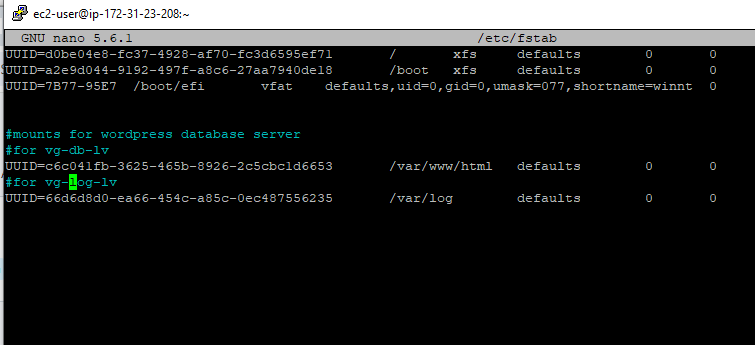 ec2-user@ip-172-31-23-208:~
GNU nano 5.6.1 /etc/fstab
UUID=d0be04e8-fc37-4928-af70-fc3d6595ef71 / xfs defaults 0 0
UUID=a2e9d044-9192-497f-a8c6-27aa7940de18 /boot xfs defaults 0 0
UUID=7B77-95E7 /boot/efi vfat defaults,uid=0,gid=0,umask=077,shortname=winnt 0
#mounts for wordpress database server
#for vg-db-lv
UUID=c6c041fb-3625-465b-8926-2c5cbc1d6653 /var/www/html defaults 0 0
#for vg-log-lv
UUID=66d6d8d0-ea66-454c-a85c-0ec487556235 /var/log defaults 0 0